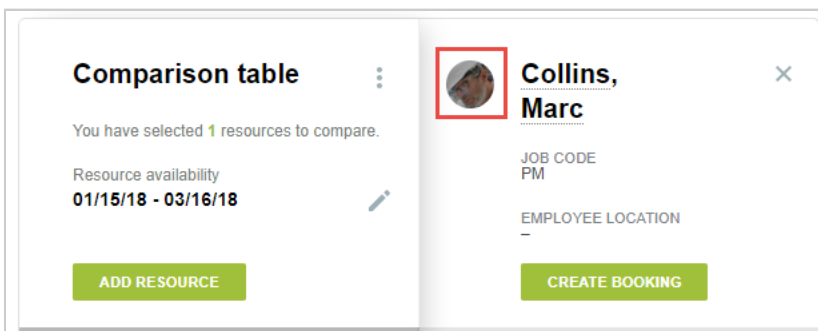 Comparison table
You have selected 1 resources to compare.
Resource availability
01/15/18 - 03/16/18
ADD RESOURCE
Collins,
Marc
JOB CODE
PM
EMPLOYEE LOCATION
–
CREATE BOOKING